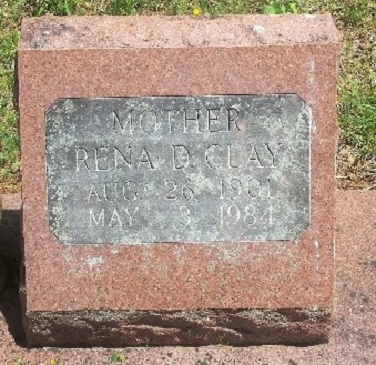 MOTHER
RENA D. CLAY
AUG. 26, 1901
MAY 3, 1984